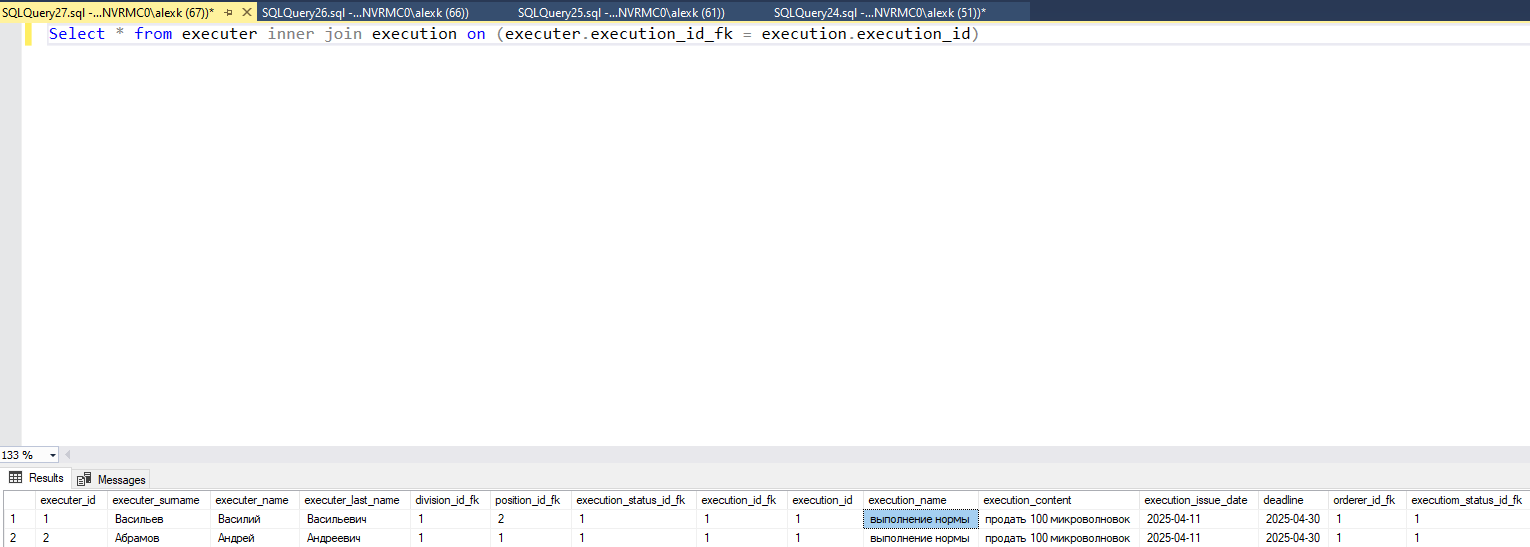 SQLQuery27.sql -...NVRMC0\alexk (67))* SQLQuery26.sql -...NVRMC0\alexk (66)) SQLQuery25.sql -...NVRMC0\alexk (61)) SQLQuery24.sql -...NVRMC0\alexk (51))*
Select * from executer inner join execution on (executer.execution_id_fk = execution.execution_id)
133 %
Results Messages
executer_id executer_surname executer_name executer_last_name division_id_fk position_id_fk execution_status_id_fk execution_id_fk execution_id execution_name execution_content execution_issue_date deadline orderer_id_fk executiom_status_id_fk
1 1 Васильев Василий Васильевич 1 2 1 1 1 выполнение нормы продать 100 микроволновок 2025-04-11 2025-04-30 1 1
2 2 Абрамов Андрей Андреевич 1 1 1 1 1 выполнение нормы продать 100 микроволновок 2025-04-11 2025-04-30 1 1